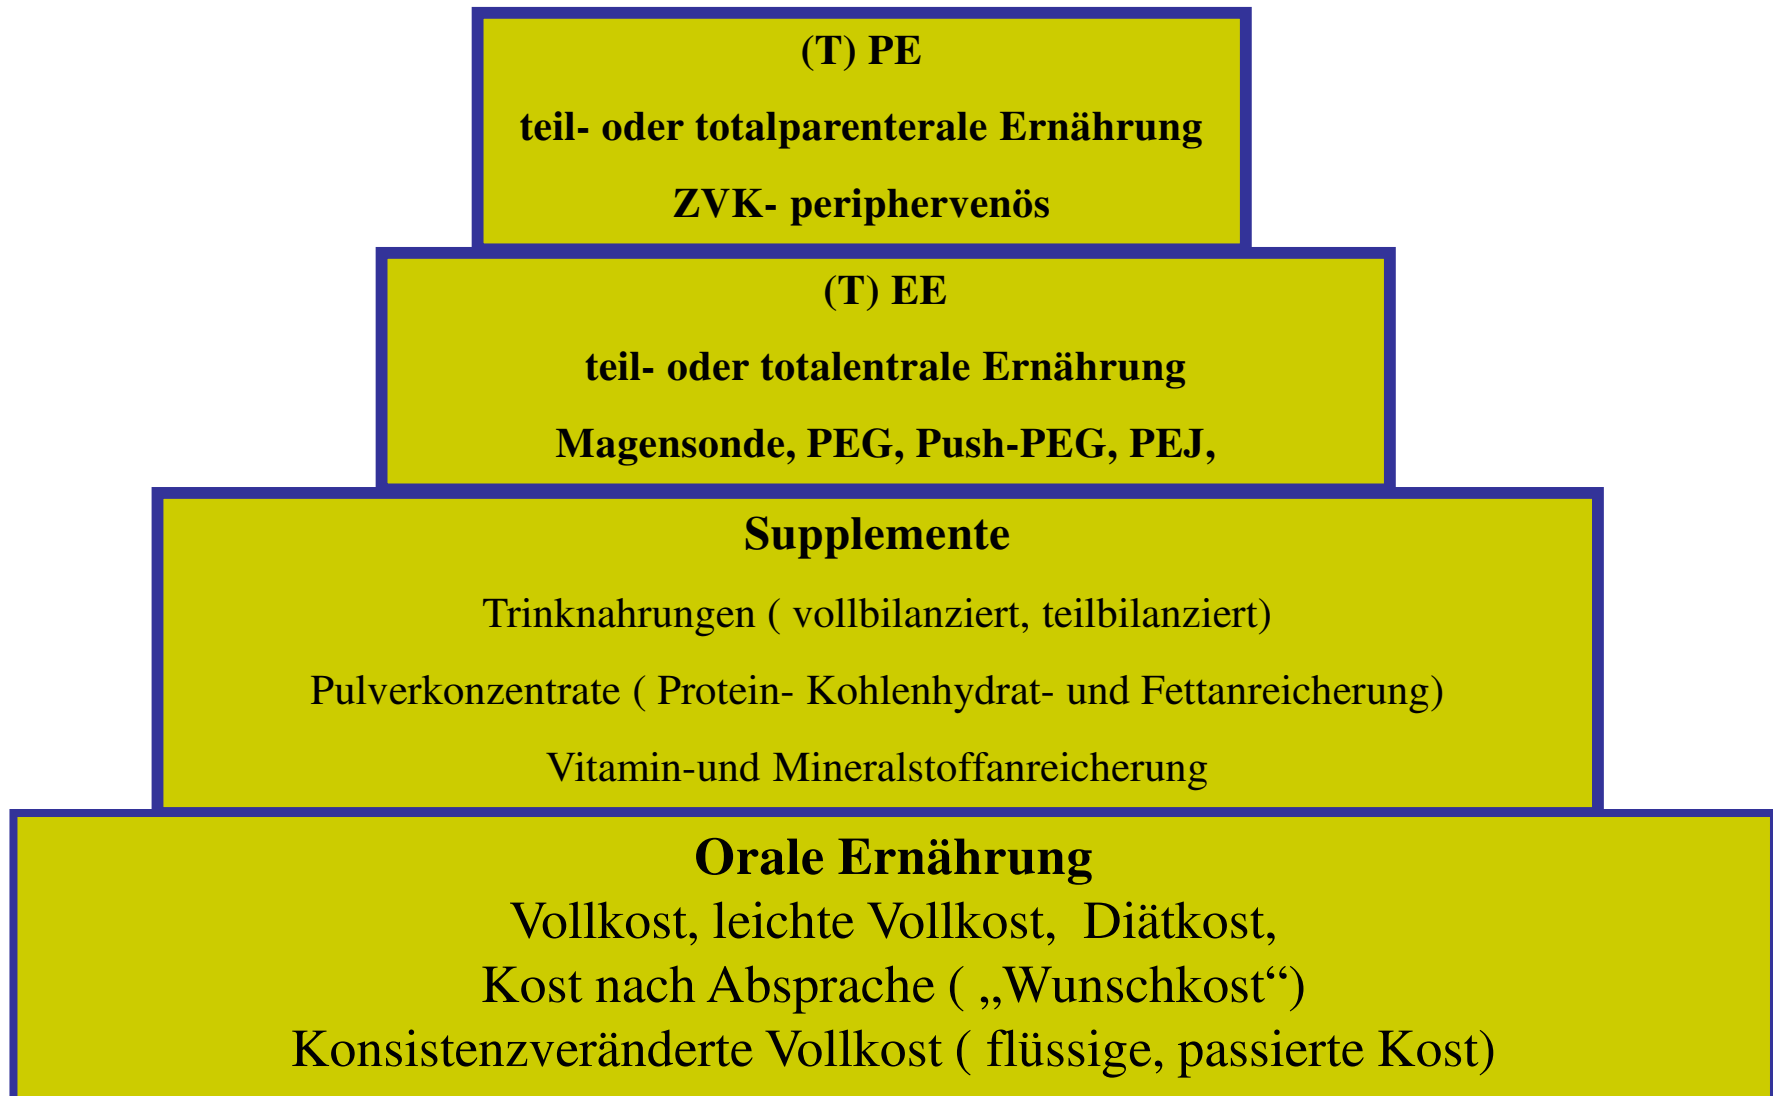 (T) PE
teil- oder totalparenterale Ernährung
ZVK- periphervenös
(T) EE
teil- oder totalentrale Ernährung
Magensonde, PEG, Push-PEG, PEJ,
Supplemente
Trinknahrungen ( vollbilanziert, teilbilanziert)
Pulverkonzentrate ( Protein- Kohlenhydrat- und Fettanreicherung)
Vitamin-und Mineralstoffanreicherung
Orale Ernährung
Vollkost, leichte Vollkost,  Diätkost,
Kost nach Absprache ( „Wunschkost“)
Konsistenzveränderte Vollkost ( flüssige, passierte Kost)